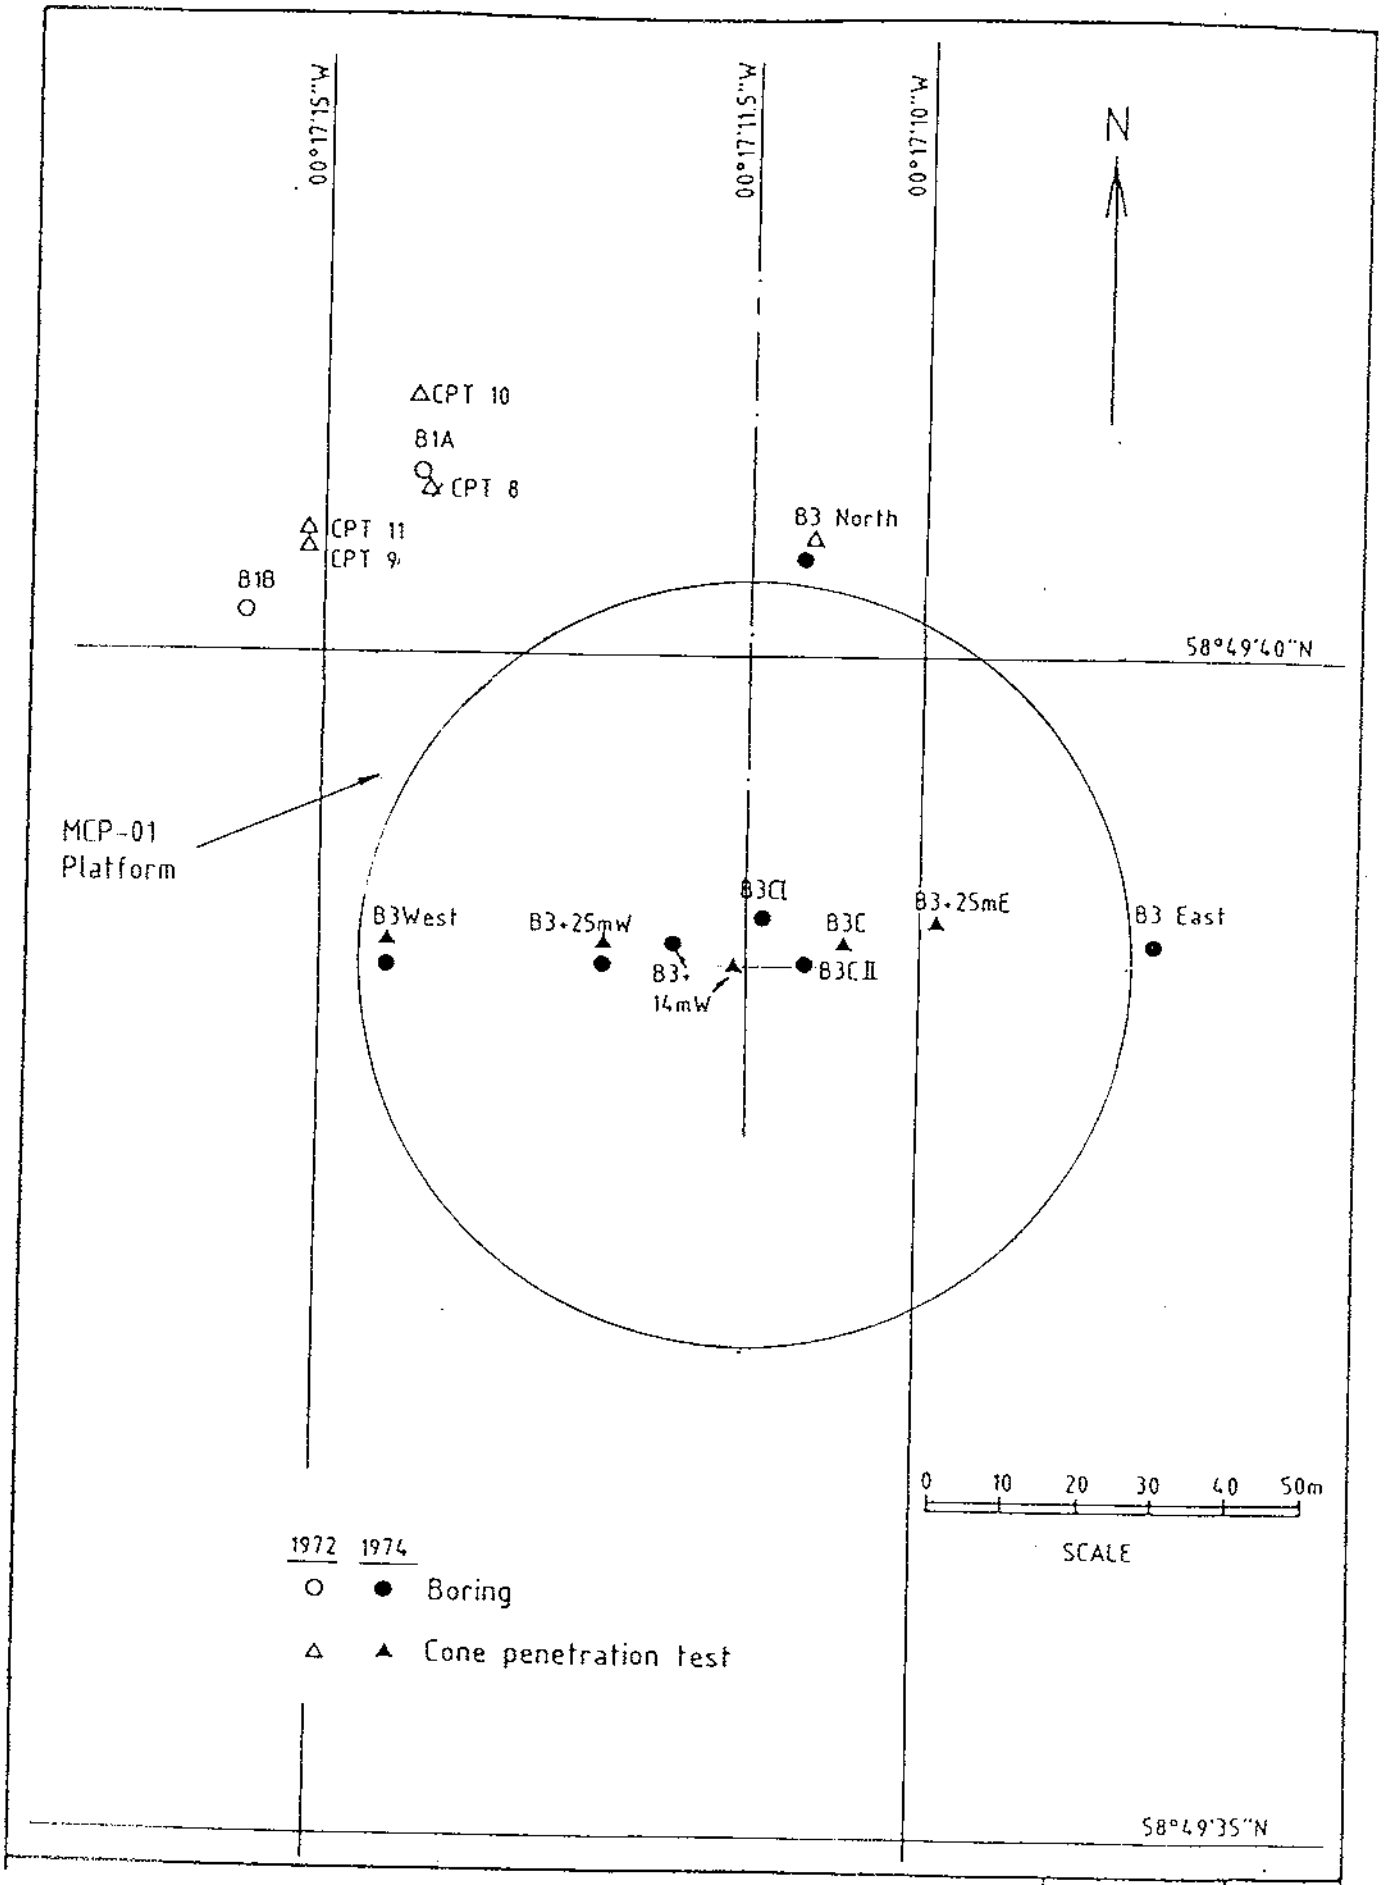 00°17'15"W
00°17'11.5"W
00°17'10"W
N
CPT 10
B1A
CPT 8
CPT 11
CPT 9
B1B
B3 North
58°49'40"N
MCP-01
Platform
B3West
B3+25mW
B3+
14mW
B3CI
B3C
B3CII
B3+25mE
B3 East
0 10 20 30 40 50m
SCALE
1972 1974
Boring
Cone penetration test
58°49'35"N